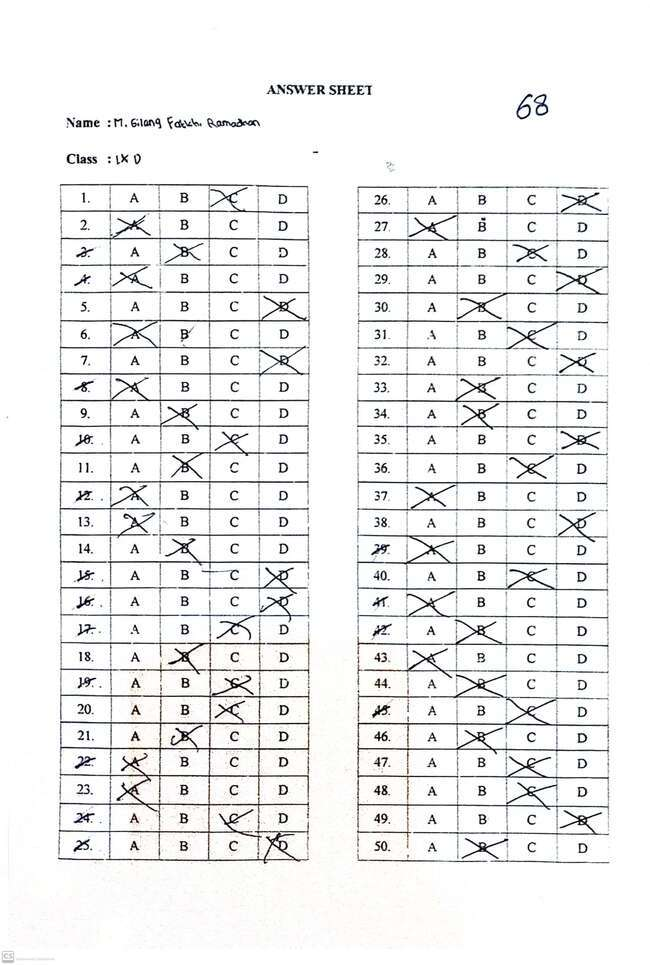 ANSWER SHEET
68
Name : M. Gilang Fakkhi Ramadhan
Class : IX D
1. A B C D
2. A B C D
3. A B C D
4. A B C D
5. A B C D
6. A B C D
7. A B C D
8. A B C D
9. A B C D
10. A B C D
11. A B C D
12. A B C D
13. A B C D
14. A B C D
15. A B C D
16. A B C D
17. A B C D
18. A B C D
19. A B C D
20. A B C D
21. A B C D
22. A B C D
23. A B C D
24. A B C D
25. A B C D
26. A B C D
27. A B C D
28. A B C D
29. A B C D
30. A B C D
31. A B C D
32. A B C D
33. A B C D
34. A B C D
35. A B C D
36. A B C D
37. A B C D
38. A B C D
39. A B C D
40. A B C D
41. A B C D
42. A B C D
43. A B C D
44. A B C D
45. A B C D
46. A B C D
47. A B C D
48. A B C D
49. A B C D
50. A B C D
CS